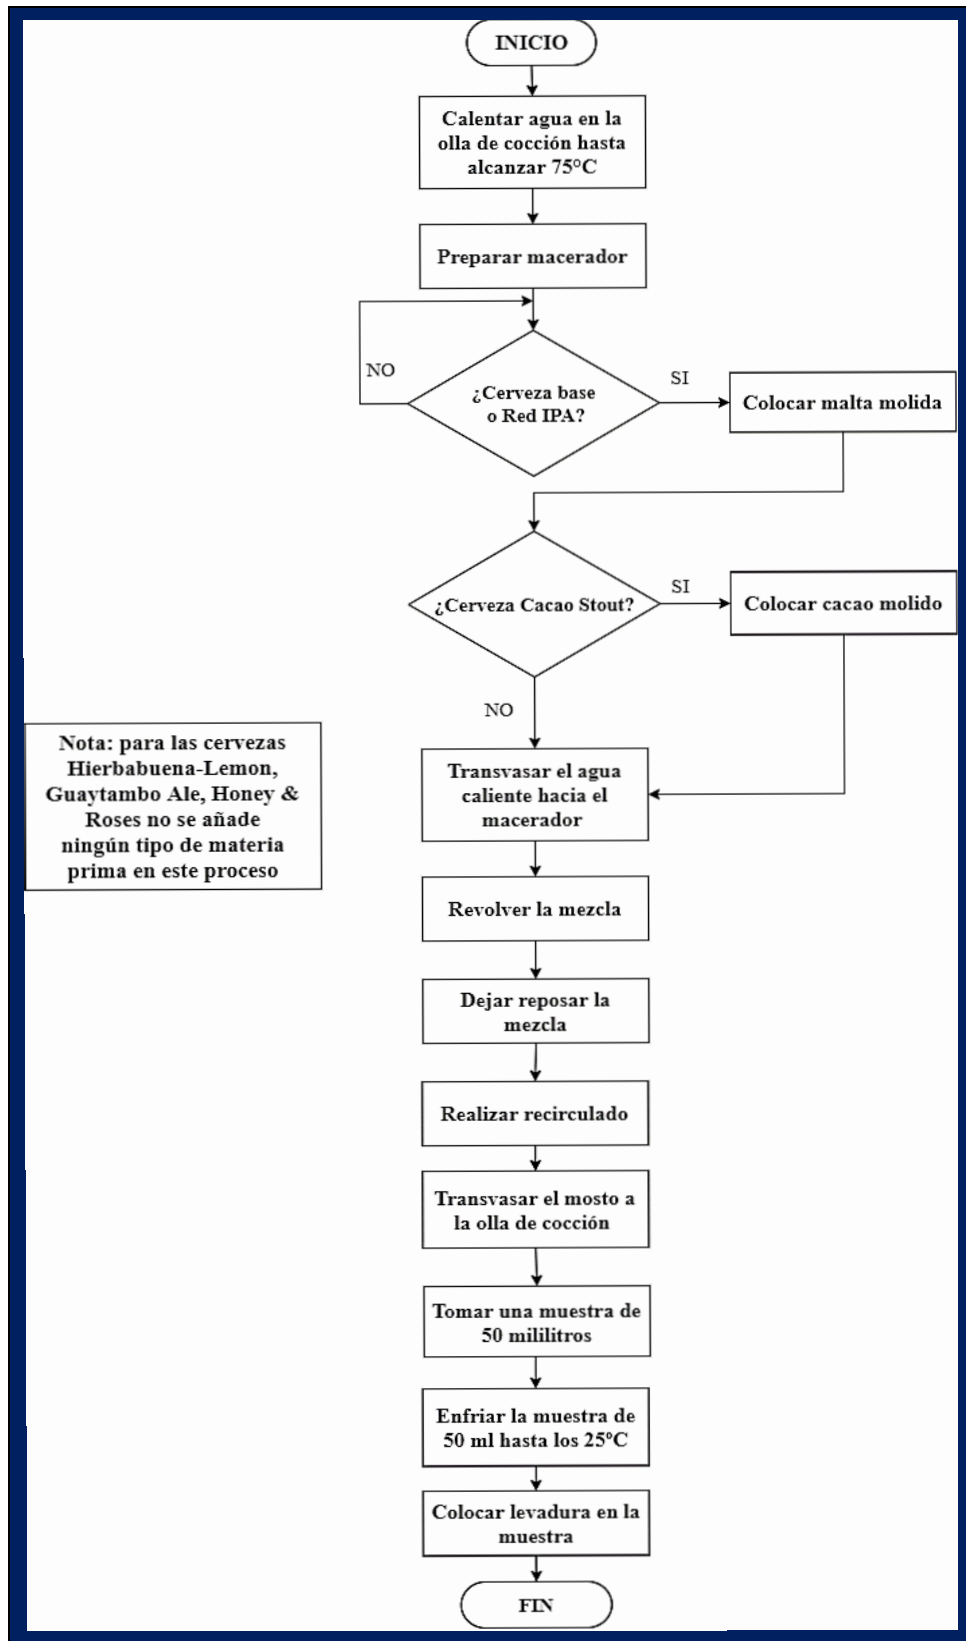 INICIO
Calentar agua en la
olla de cocción hasta
alcanzar 75°C
Preparar macerador
NO
¿Cerveza base
o Red IPA?
SI
Colocar malta molida
¿Cerveza Cacao Stout?
SI
Colocar cacao molido
NO
Nota: para las cervezas
Hierbabuena-Lemon,
Guaytambo Ale, Honey &
Roses no se añade
ningún tipo de materia
prima en este proceso
Transvasar el agua
caliente hacia el
macerador
Revolver la mezcla
Dejar reposar la
mezcla
Realizar recirculado
Transvasar el mosto a
la olla de cocción
Tomar una muestra de
50 mililitros
Enfriar la muestra de
50 ml hasta los 25ºC
Colocar levadura en la
muestra
FIN